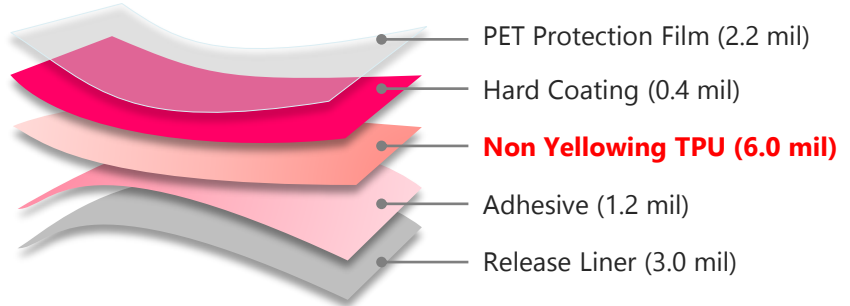 PET Protection Film (2.2 mil)
Hard Coating (0.4 mil)
Non Yellowing TPU (6.0 mil)
Adhesive (1.2 mil)
Release Liner (3.0 mil)